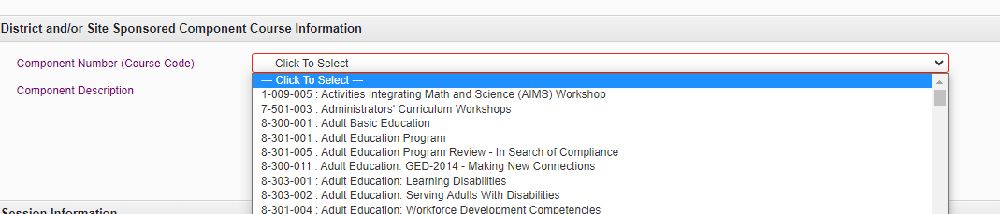 District and/or Site Sponsored Component Course Information
Component Number (Course Code)
--- Click To Select ---
--- Click To Select ---
Component Description
1-009-005 : Activities Integrating Math and Science (AIMS) Workshop
7-501-003 : Administrators' Curriculum Workshops
8-300-001 : Adult Basic Education
8-301-001 : Adult Education Program
8-301-005 : Adult Education Program Review - In Search of Compliance
8-300-011 : Adult Education: GED-2014 - Making New Connections
8-303-001 : Adult Education: Learning Disabilities
8-303-002 : Adult Education: Serving Adults With Disabilities
8-301-004 : Adult Education: Workforce Development Competencies
Session Information